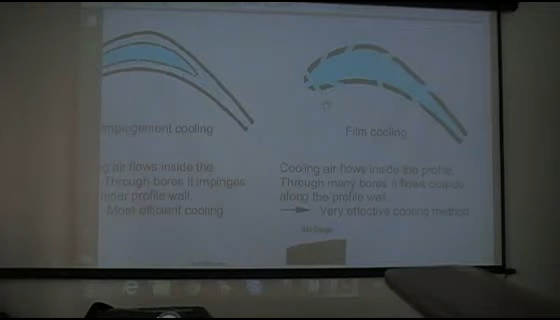 Impingement cooling
Film cooling
air flows inside the
Through bores it impinges
inner profile wall.
More efficient cooling
Cooling air flows inside the profile.
Through many bores it flows outside
along the profile wall.
Very effective cooling method